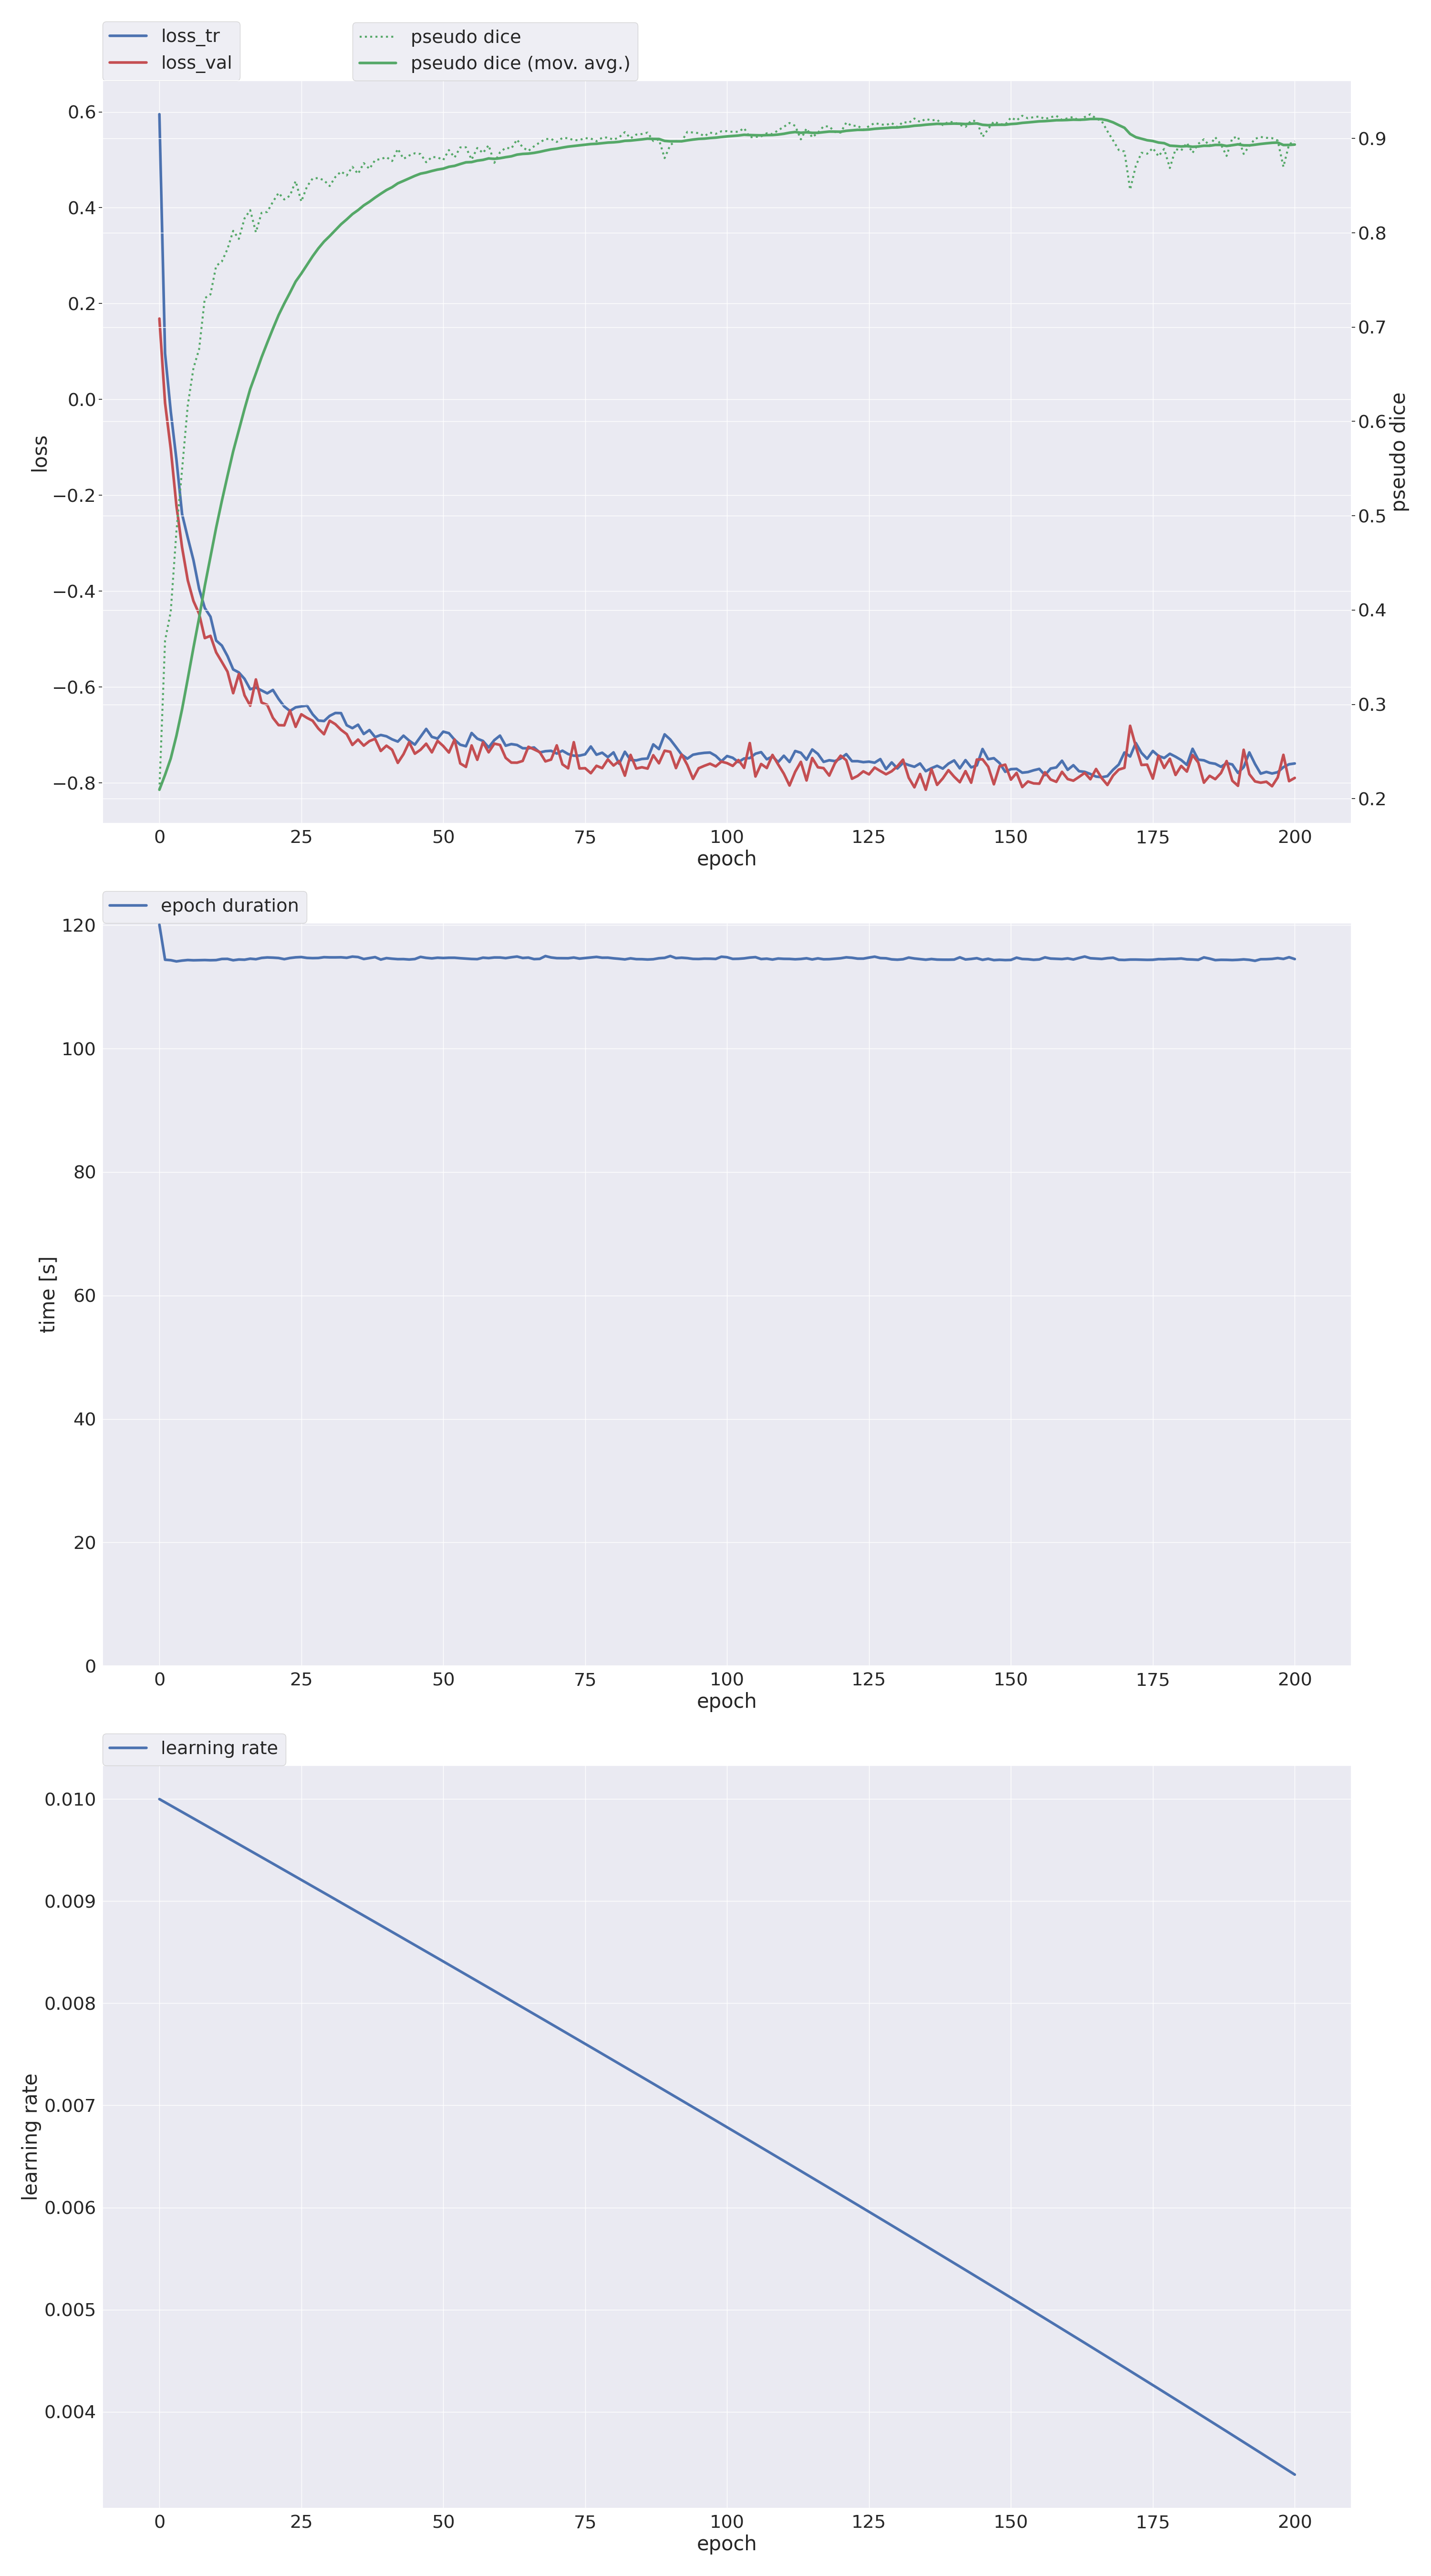 loss_tr
loss_val
pseudo dice
pseudo dice (mov. avg.)
0.6
0.4
0.2
0.0
−0.2
−0.4
−0.6
−0.8
loss
0.9
0.8
0.7
0.6
0.5
0.4
0.3
0.2
pseudo dice
0 25 50 75 100 125 150 175 200
epoch
epoch duration
120
100
80
60
40
20
0
time [s]
0 25 50 75 100 125 150 175 200
epoch
learning rate
0.010
0.009
0.008
0.007
0.006
0.005
0.004
learning rate
0 25 50 75 100 125 150 175 200
epoch